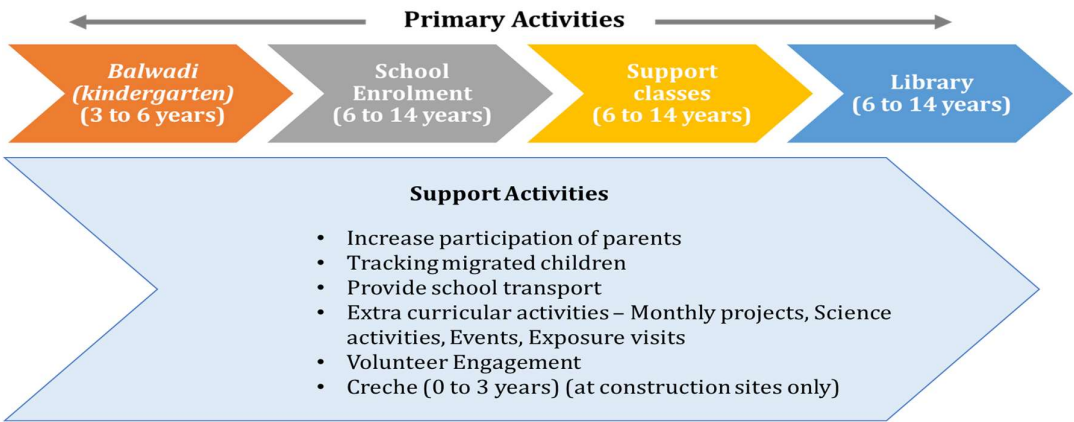 Primary Activities
Balwadi
(kindergarten)
(3 to 6 years)
School
Enrolment
(6 to 14 years)
Support
classes
(6 to 14 years)
Library
(6 to 14 years)
Support Activities
• Increase participation of parents
• Tracking migrated children
• Provide school transport
• Extra curricular activities – Monthly projects, Science
activities, Events, Exposure visits
• Volunteer Engagement
• Creche (0 to 3 years) (at construction sites only)